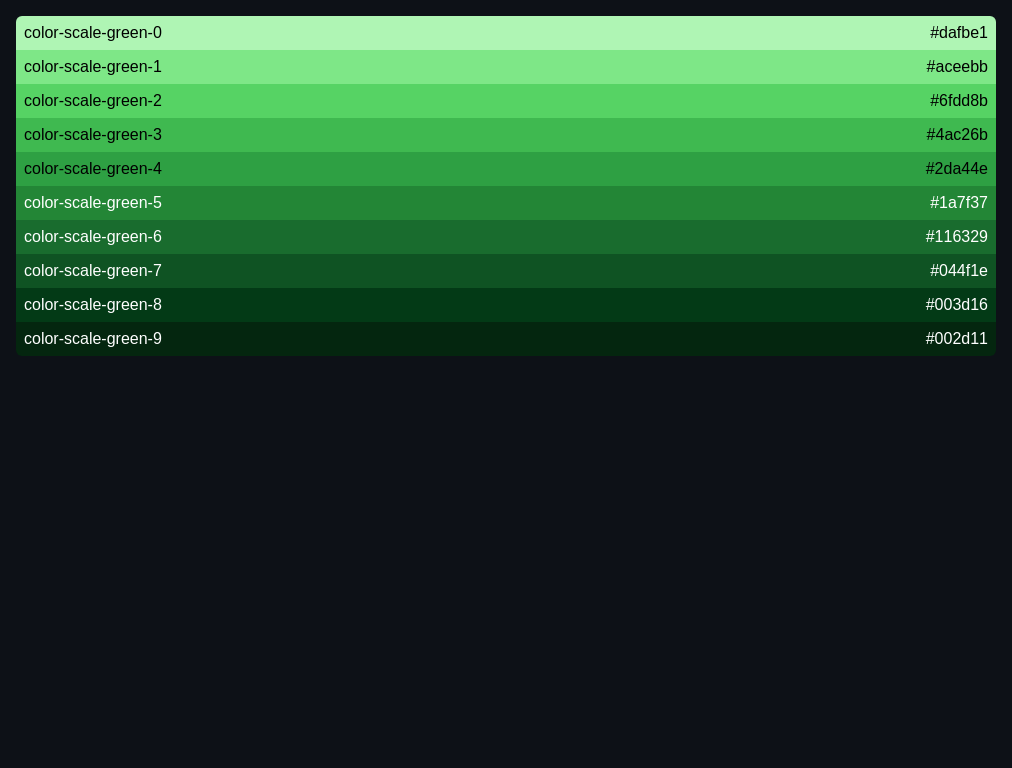 color-scale-green-0 #dafbe1
color-scale-green-1 #aceebb
color-scale-green-2 #6fdd8b
color-scale-green-3 #4ac26b
color-scale-green-4 #2da44e
color-scale-green-5 #1a7f37
color-scale-green-6 #116329
color-scale-green-7 #044f1e
color-scale-green-8 #003d16
color-scale-green-9 #002d11